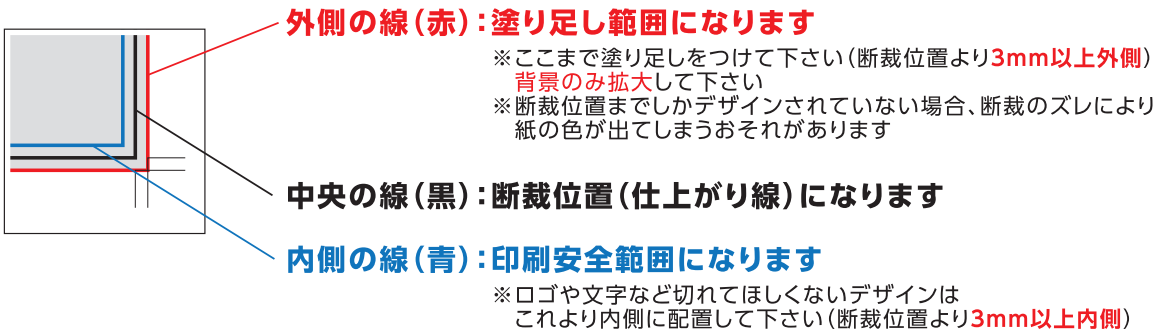 外側の線（赤）：塗り足し範囲になります
※ここまで塗り足しをつけて下さい（断裁位置より3mm以上外側）
背景のみ拡大して下さい
※断裁位置までしかデザインされていない場合、断裁のズレにより
紙の色が出てしまうおそれがあります
中央の線（黒）：断裁位置（仕上がり線）になります
内側の線（青）：印刷安全範囲になります
※ロゴや文字など切れてほしくないデザインは
これより内側に配置して下さい（断裁位置より3mm以上内側）